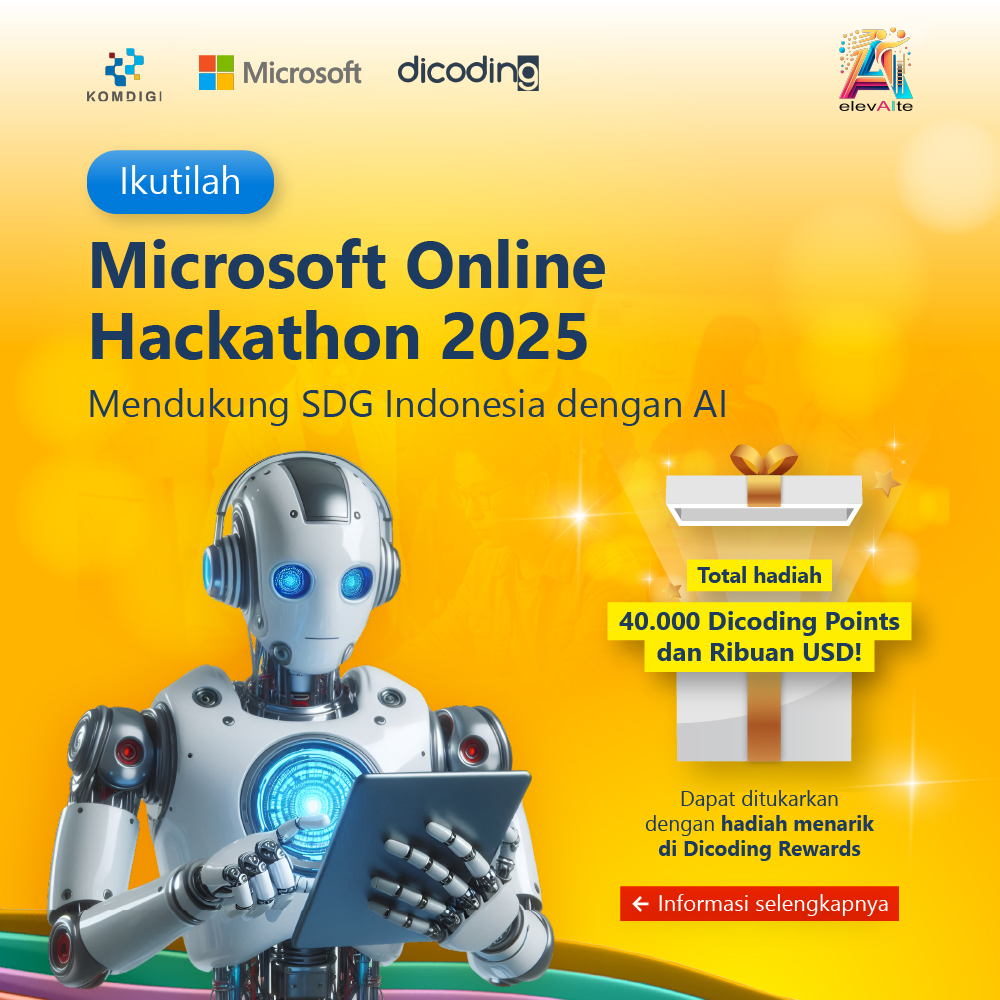 KOMDIGI
Microsoft
dicoding
elevAIte
Ikutilah
Microsoft Online
Hackathon 2025
Mendukung SDG Indonesia dengan AI
Total hadiah
40.000 Dicoding Points
dan Ribuan USD!
Dapat ditukarkan
dengan hadiah menarik
di Dicoding Rewards
← Informasi selengkapnya